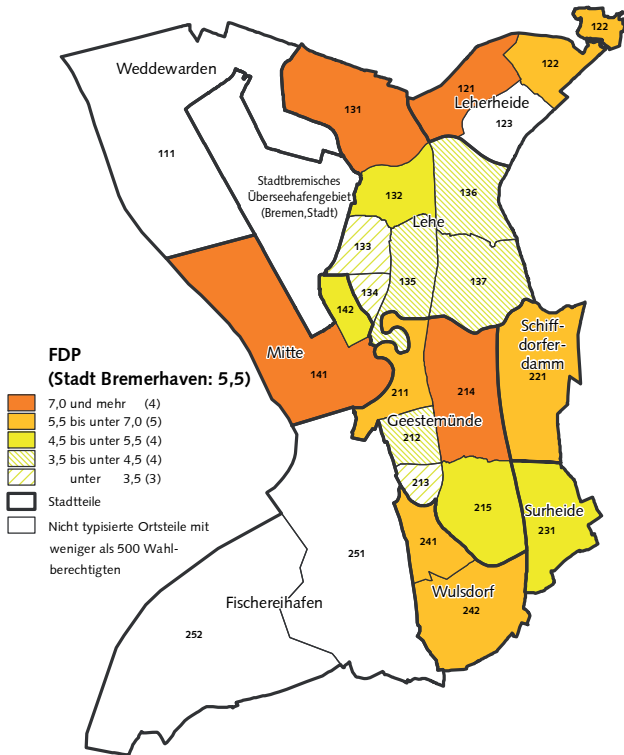 122
Weddewarden
122
121
Leherheide
131
123
111
136
Stadtbremisches
Überseehafengebiet
(Bremen,Stadt)
132
Lehe
133
135
137
134
142
Schiff-
dorfer-
damm
221
FDP
(Stadt Bremerhaven: 5,5)
Mitte
141
211
214
7,0 und mehr (4)
5,5 bis unter 7,0 (5)
4,5 bis unter 5,5 (4)
3,5 bis unter 4,5 (4)
unter 3,5 (3)
Stadtteile
Nicht typisierte Ortsteile mit
weniger als 500 Wahl-
berechtigten
Geestemünde
212
213
215
Surheide
231
241
251
Wulsdorf
242
Fischereihafen
252